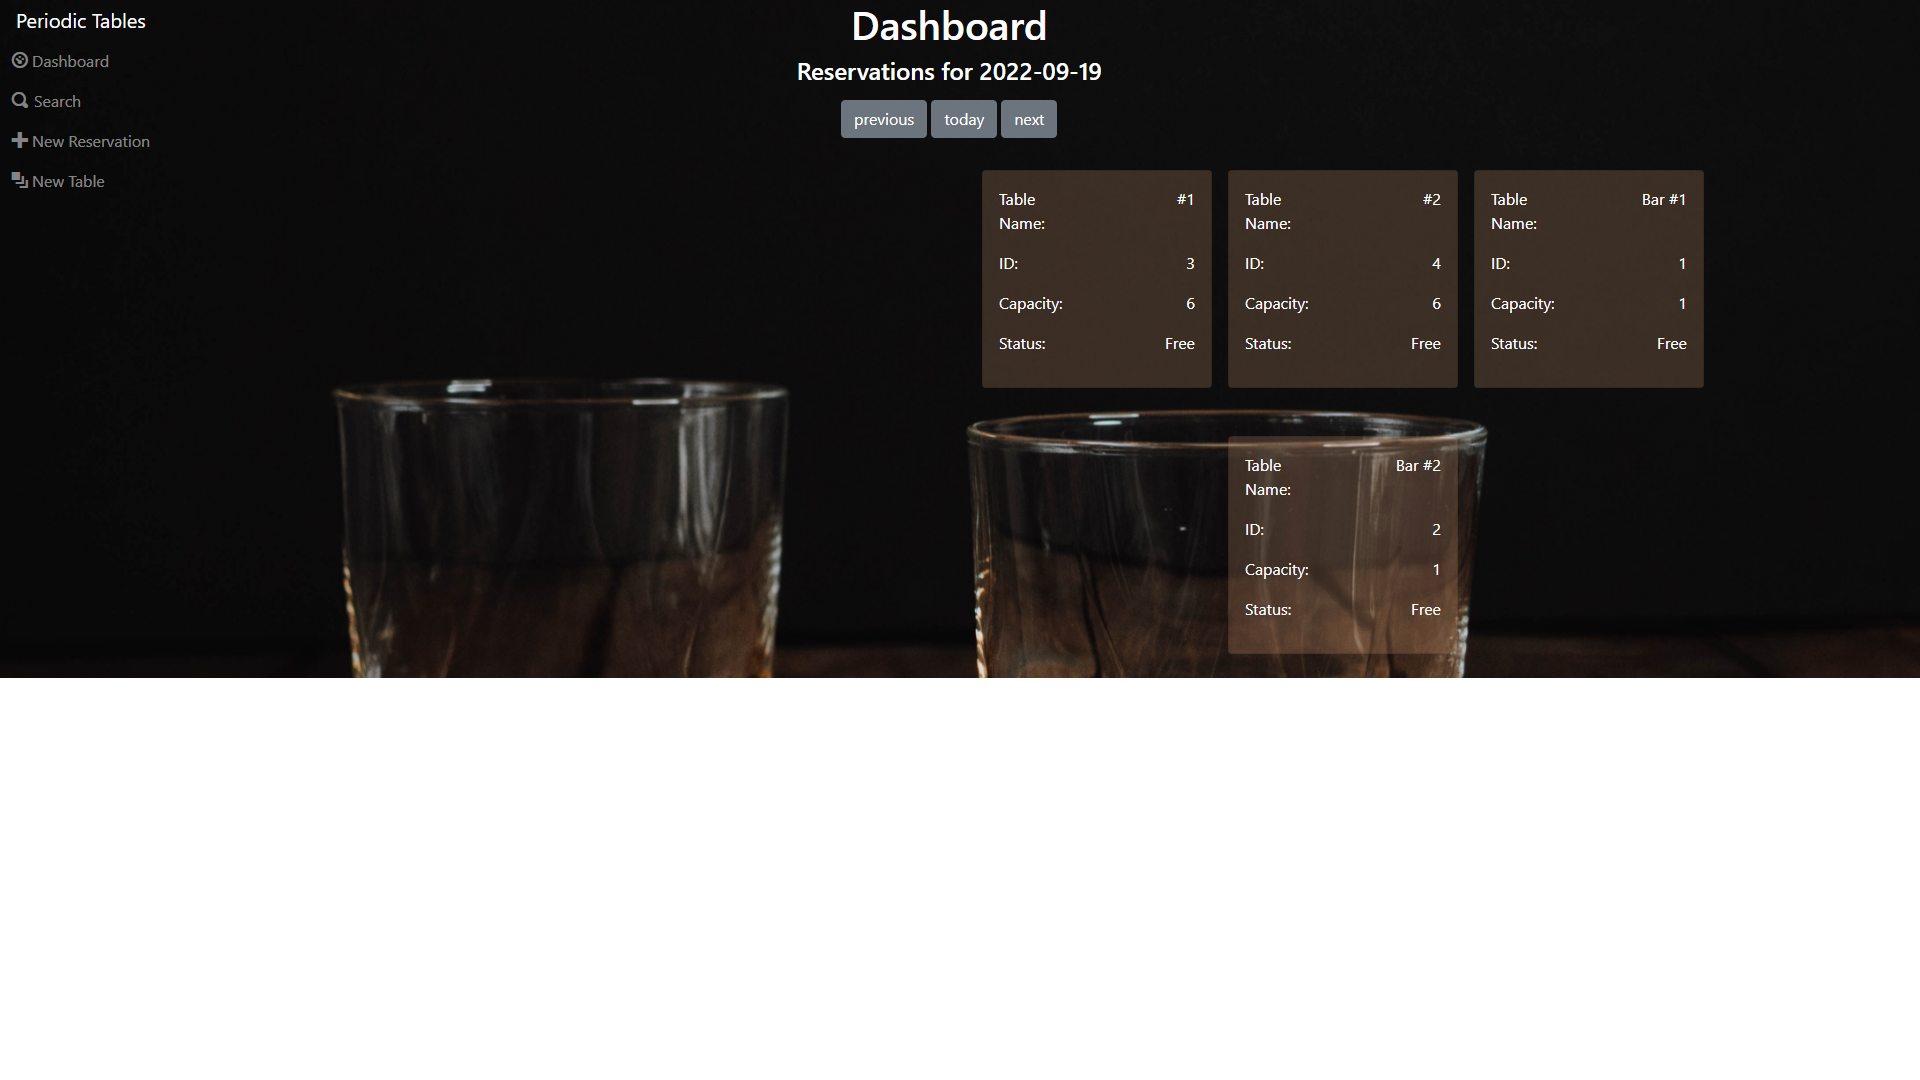 Periodic Tables
Dashboard
Search
New Reservation
New Table
Dashboard
Reservations for 2022-09-19
previous today next
Table Name: #1
ID: 3
Capacity: 6
Status: Free
Table Name: #2
ID: 4
Capacity: 6
Status: Free
Table Name: Bar #1
ID: 1
Capacity: 1
Status: Free
Table Name: Bar #2
ID: 2
Capacity: 1
Status: Free